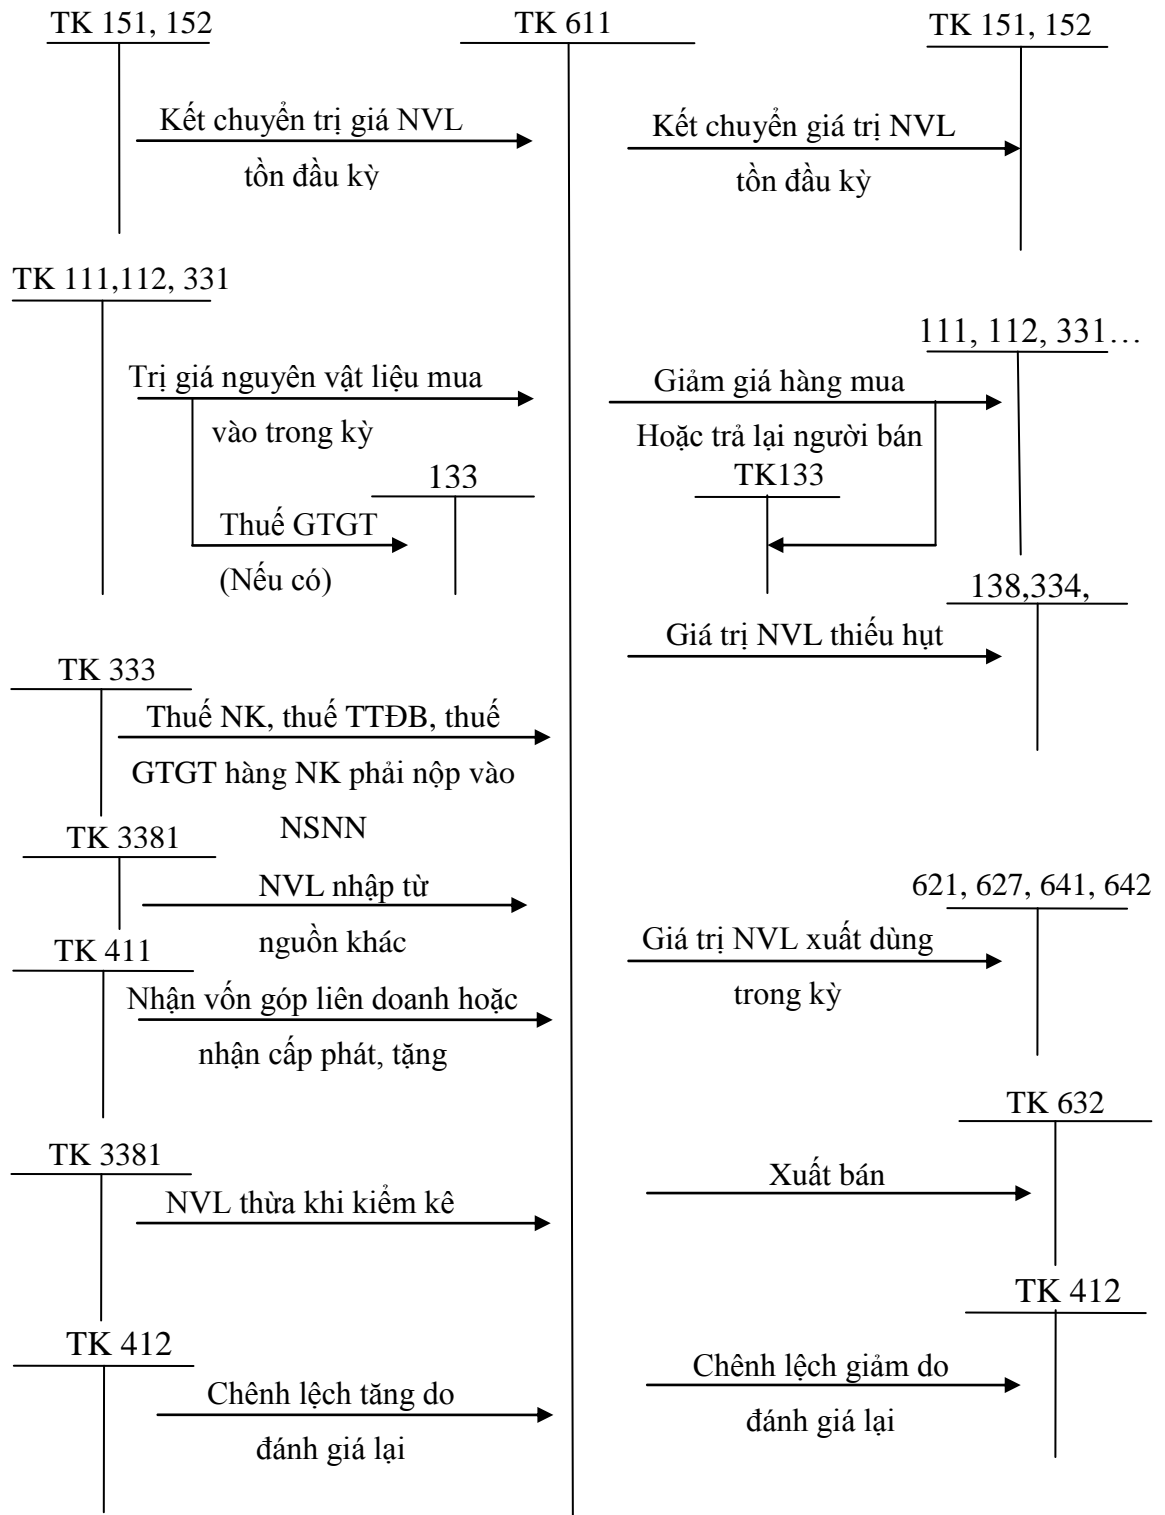 TK 151, 152
TK 611
TK 151, 152
Kết chuyển trị giá NVL
tồn đầu kỳ
Kết chuyển giá trị NVL
tồn đầu kỳ
TK 111,112, 331
111, 112, 331…
Trị giá nguyên vật liệu mua
vào trong kỳ
Giảm giá hàng mua
Hoặc trả lại người bán
133
TK133
Thuế GTGT
(Nếu có)
138,334,
Giá trị NVL thiếu hụt
TK 333
Thuế NK, thuế TTĐB, thuế
GTGT hàng NK phải nộp vào
NSNN
TK 3381
NVL nhập từ
nguồn khác
621, 627, 641, 642
Giá trị NVL xuất dùng
trong kỳ
TK 411
Nhận vốn góp liên doanh hoặc
nhận cấp phát, tặng
TK 632
Xuất bán
TK 3381
NVL thừa khi kiểm kê
TK 412
Chênh lệch giảm do
đánh giá lại
TK 412
Chênh lệch tăng do
đánh giá lại